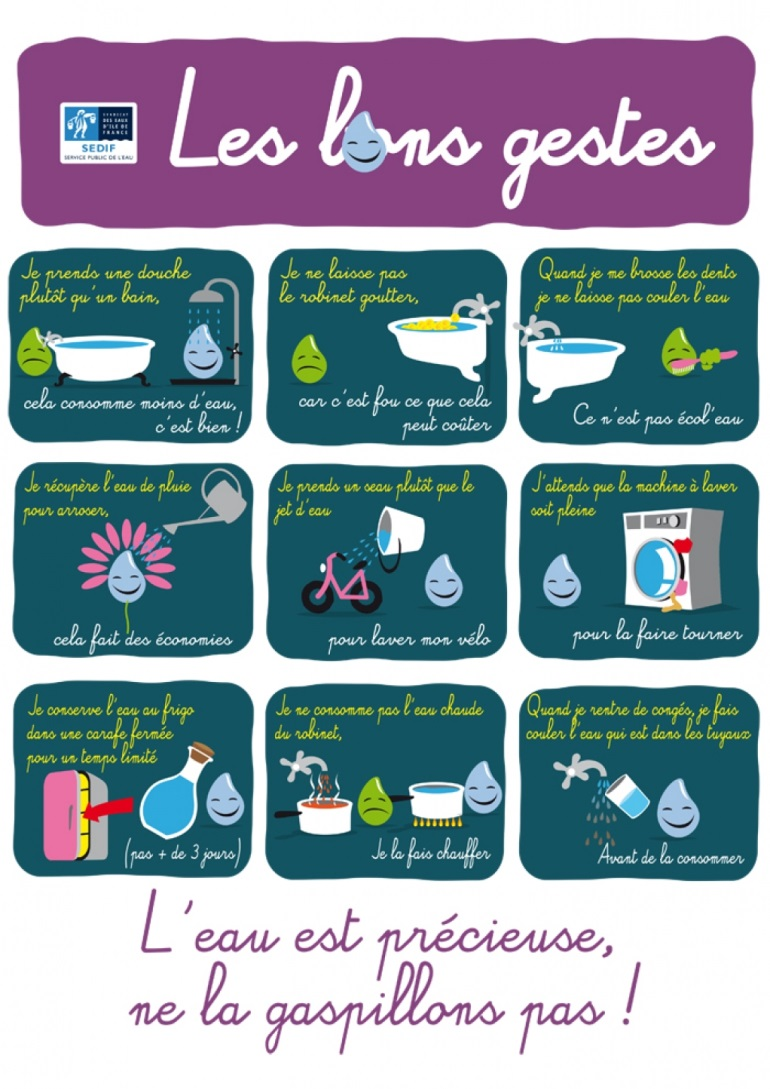 SYNDICAT
DES EAUX
D'ILE DE
FRANCE
SEDIF
SERVICE PUBLIC DE L'EAU
Les bons gestes
Je prends une douche
plutôt qu'un bain,
cela consomme moins d'eau,
c'est bien !
Je ne laisse pas
le robinet goutter,
car c'est fou ce que cela
peut coûter
Quand je me brosse les dents
je ne laisse pas couler l'eau
Ce n'est pas écol'eau
Je récupère l'eau de pluie
pour arroser,
cela fait des économies
Je prends un seau plutôt que le
jet d'eau
pour laver mon vélo
J'attends que la machine à laver
soit pleine
pour la faire tourner
Je conserve l'eau au frigo
dans une carafe fermée
pour un temps limité
(pas + de 3 jours)
Je ne consomme pas l'eau chaude
du robinet,
Je la fais chauffer
Quand je rentre de congés, je fais
couler l'eau qui est dans les tuyaux
Avant de la consommer
L'eau est précieuse,
ne la gaspillons pas !